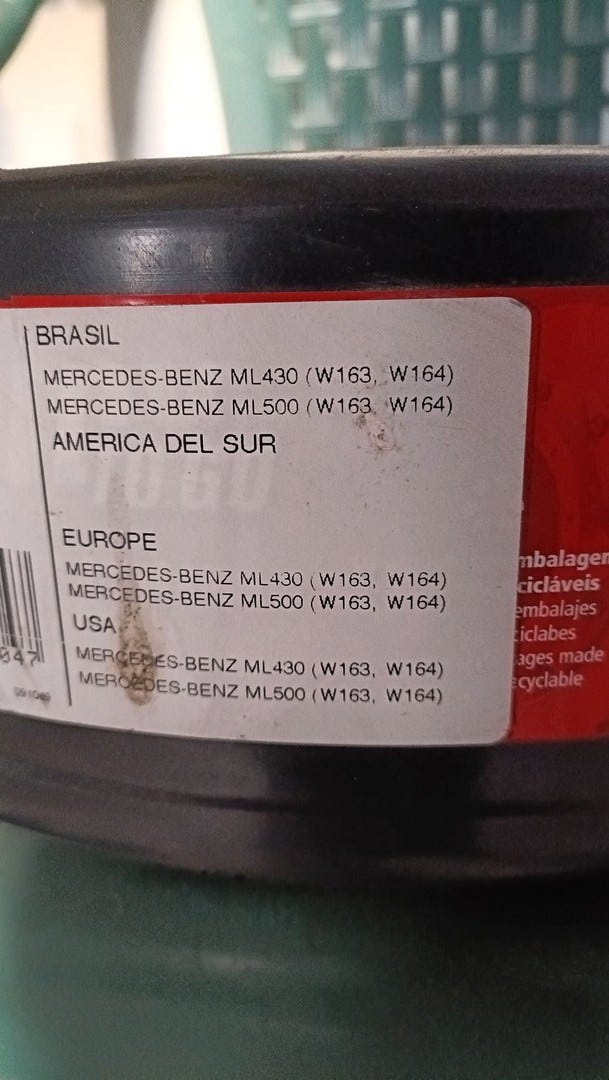 BRASIL
MERCEDES-BENZ ML430 (W163, W164)
MERCEDES-BENZ ML500 (W163, W164)
AMERICA DEL SUR
EUROPE
MERCEDES-BENZ ML430 (W163, W164)
MERCEDES-BENZ ML500 (W163, W164)
USA
MERCEDES-BENZ ML430 (W163, W164)
MERCEDES-BENZ ML500 (W163, W164)
047
mbalagen
cicláveis
embalajes
ciclabes
ages made
ecyclable